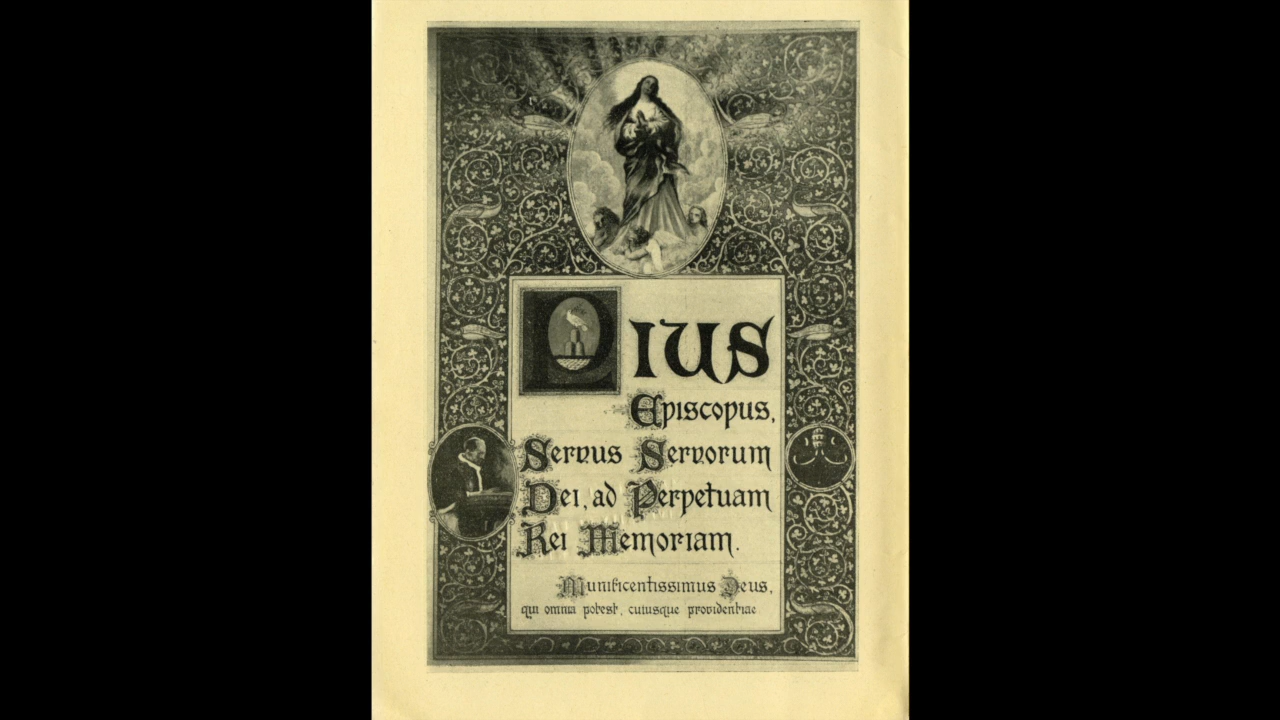 PIUS
Episcopus,
Servus Servorum
Dei, ad Perpetuam
Rei Memoriam.
Munificentissimus Deus,
qui omnia potest, cuiusque providentiae